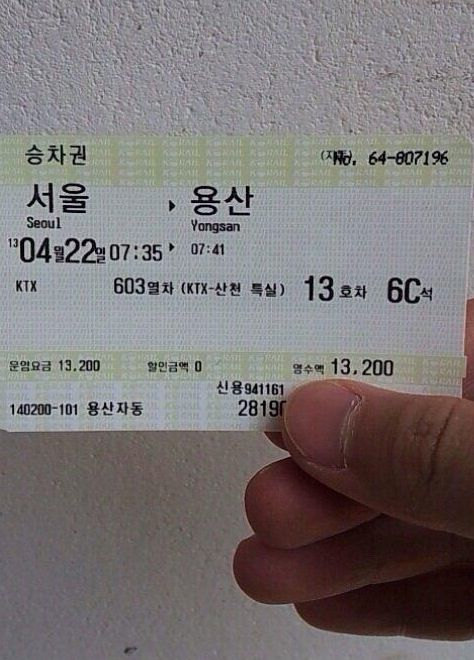 승차권 (자동)No. 64-807196
서울 ▸ 용산
Seoul Yongsan
13 04월22일 07:35 ▸ 07:41
KTX 603열차 (KTX-산천 특실) 13 호차 6C석
운임요금 13,200 할인금액 0 영수액 13,200
신용941161
140200-101 용산자동 28190